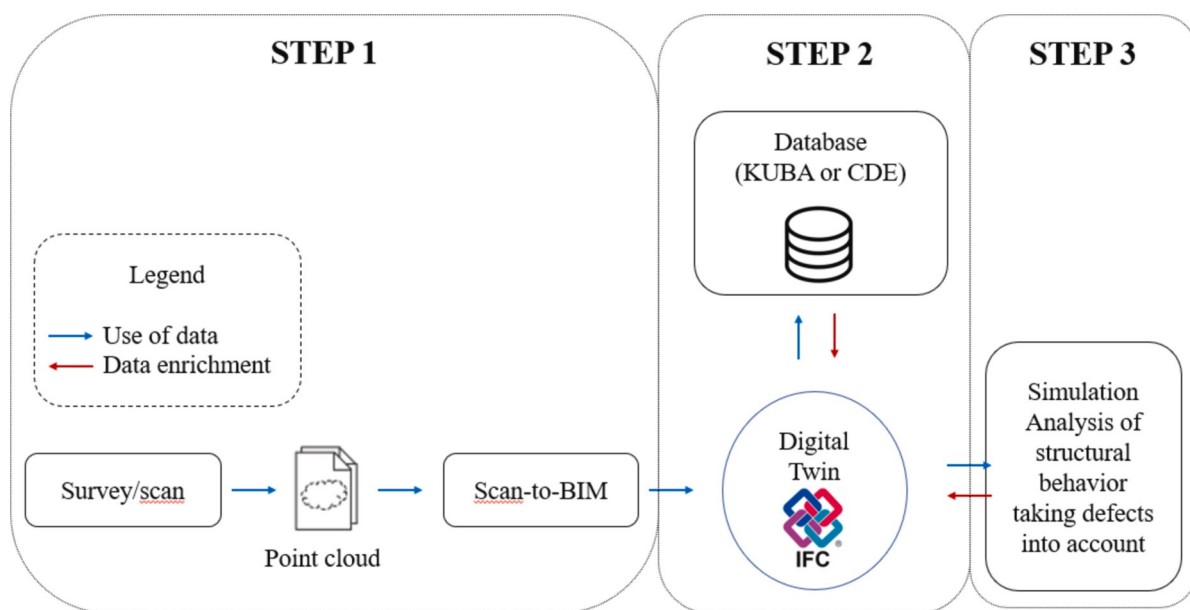 STEP 1
STEP 2
STEP 3
Database
(KUBA or CDE)
Legend
Use of data
Data enrichment
Survey/scan
Point cloud
Scan-to-BIM
Digital
Twin
IFC
®
Simulation
Analysis of
structural
behavior
taking defects
into account